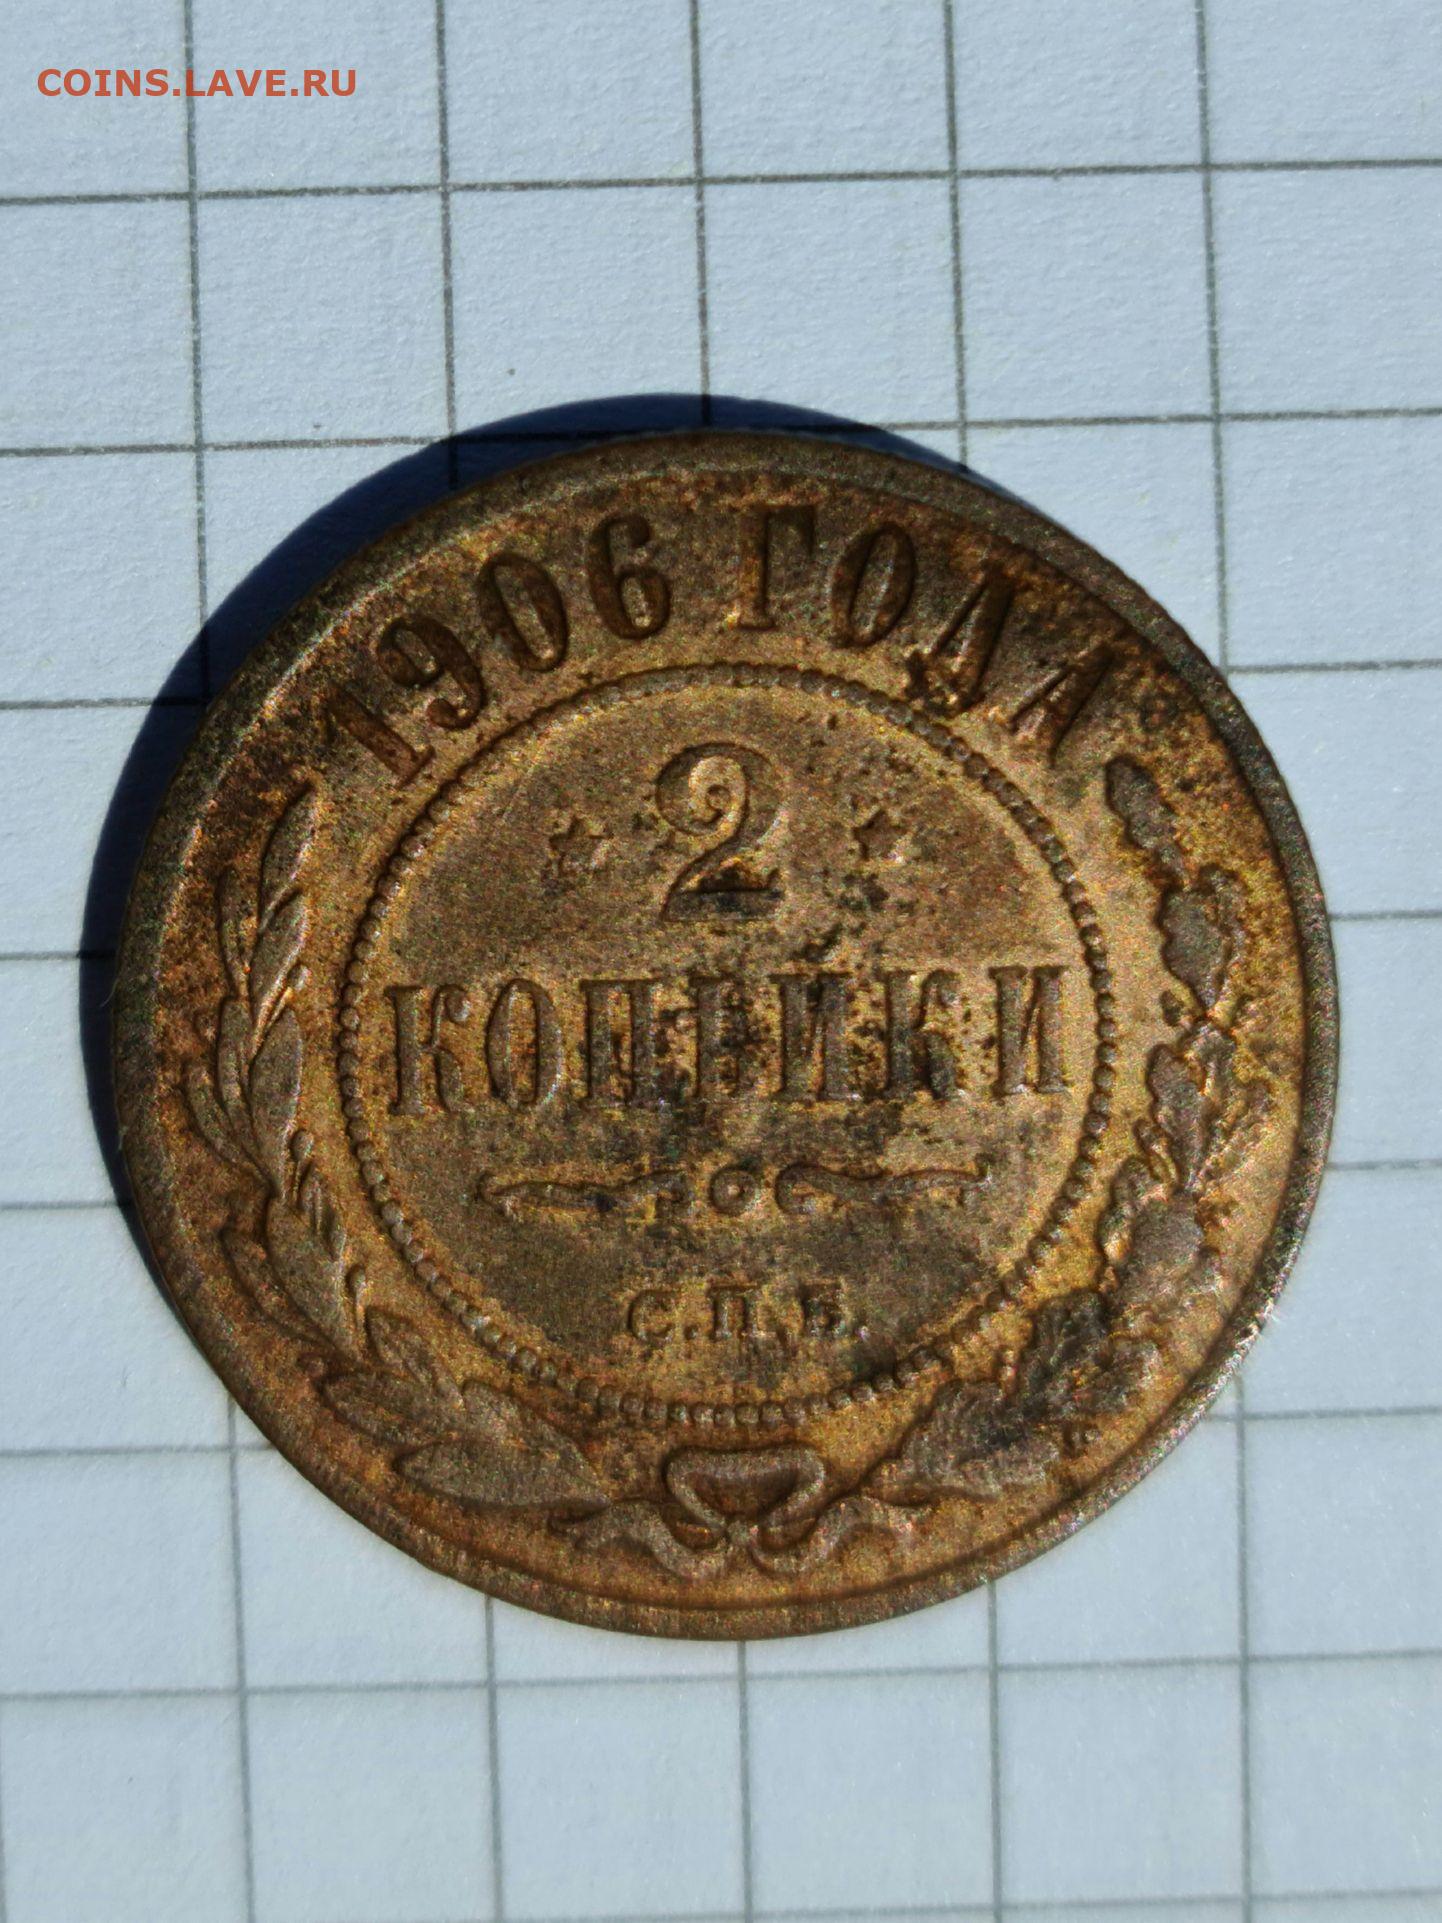 COINS.LAVE.RU
1906 ГОДА
2
КОПѢЙКИ
С.П.Б.